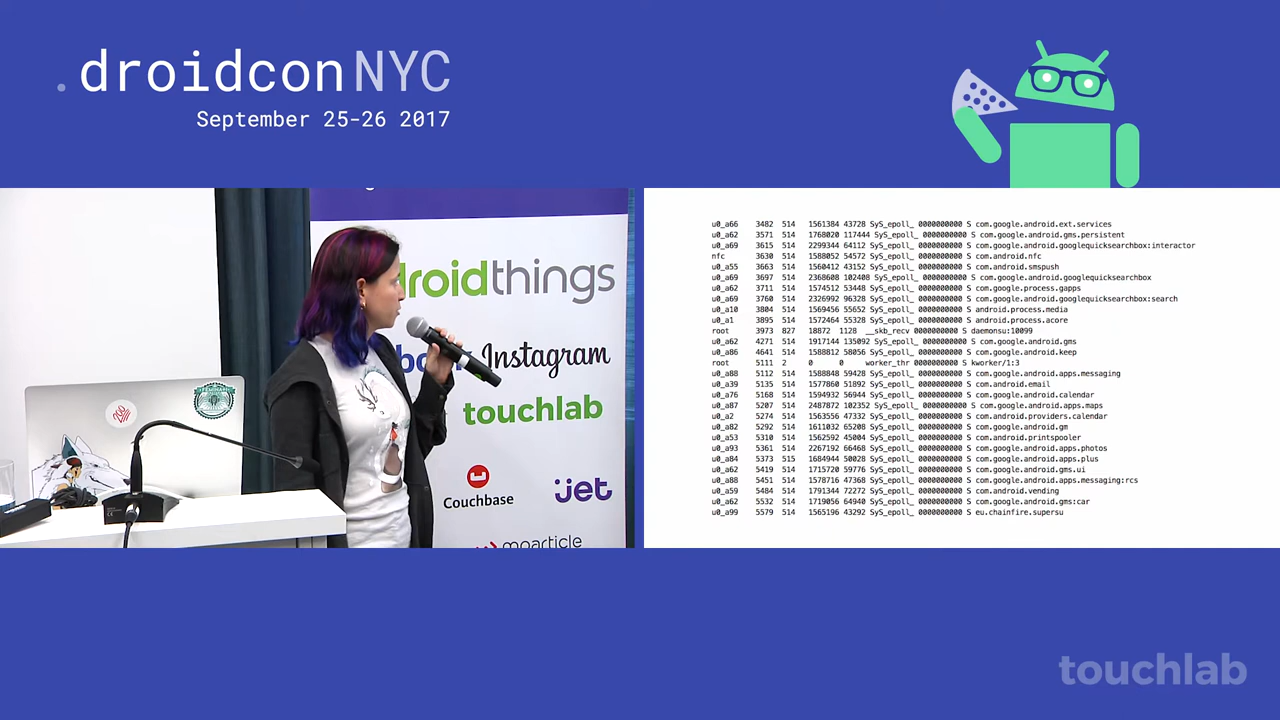 .droidconNYC
September 25-26 2017
droidthings
Instagram
touchlab
Couchbase
jet
mparticle
u0_a66 3482 514 1561384 43728 SyS_epoll_ 0000000000 S com.google.android.ext.services
u0_a62 3571 514 1768020 117444 SyS_epoll_ 0000000000 S com.google.android.gms.persistent
u0_a69 3615 514 2299344 64112 SyS_epoll_ 0000000000 S com.google.android.googlequicksearchbox:interactor
nfc 3630 514 1588052 54572 SyS_epoll_ 0000000000 S com.android.nfc
u0_a55 3663 514 1560412 43152 SyS_epoll_ 0000000000 S com.android.smspush
u0_a69 3697 514 2368608 102408 SyS_epoll_ 0000000000 S com.google.android.googlequicksearchbox
u0_a62 3711 514 1574512 53448 SyS_epoll_ 0000000000 S com.google.process.gapps
u0_a69 3760 514 2326992 96328 SyS_epoll_ 0000000000 S com.google.android.googlequicksearchbox:search
u0_a10 3804 514 1569456 55652 SyS_epoll_ 0000000000 S android.process.media
u0_a1 3895 514 1572464 55328 SyS_epoll_ 0000000000 S android.process.acore
root 3973 827 18872 1128 __skb_recv 0000000000 S daemonsu:10099
u0_a62 4271 514 1917144 135092 SyS_epoll_ 0000000000 S com.google.android.gms
u0_a86 4641 514 1588812 58056 SyS_epoll_ 0000000000 S com.google.android.keep
root 5111 2 0 0 worker_thr 0000000000 S kworker/1:3
u0_a88 5112 514 1588848 59428 SyS_epoll_ 0000000000 S com.google.android.apps.messaging
u0_a39 5135 514 1577860 51892 SyS_epoll_ 0000000000 S com.android.email
u0_a76 5168 514 1594932 56944 SyS_epoll_ 0000000000 S com.google.android.calendar
u0_a87 5207 514 2487872 102352 SyS_epoll_ 0000000000 S com.google.android.apps.maps
u0_a2 5274 514 1563556 47332 SyS_epoll_ 0000000000 S com.android.providers.calendar
u0_a82 5292 514 1611032 65208 SyS_epoll_ 0000000000 S com.google.android.gm
u0_a53 5310 514 1562592 45004 SyS_epoll_ 0000000000 S com.android.printspooler
u0_a93 5361 514 2267192 66468 SyS_epoll_ 0000000000 S com.google.android.apps.photos
u0_a84 5373 515 1684944 50028 SyS_epoll_ 0000000000 S com.google.android.apps.plus
u0_a62 5419 514 1715720 59776 SyS_epoll_ 0000000000 S com.google.android.gms.ui
u0_a88 5451 514 1578716 47368 SyS_epoll_ 0000000000 S com.google.android.apps.messaging:rcs
u0_a59 5484 514 1791344 72272 SyS_epoll_ 0000000000 S com.android.vending
u0_a62 5532 514 1719056 64940 SyS_epoll_ 0000000000 S com.google.android.gms:car
u0_a99 5579 514 1565196 43292 SyS_epoll_ 0000000000 S eu.chainfire.supersu
touchlab